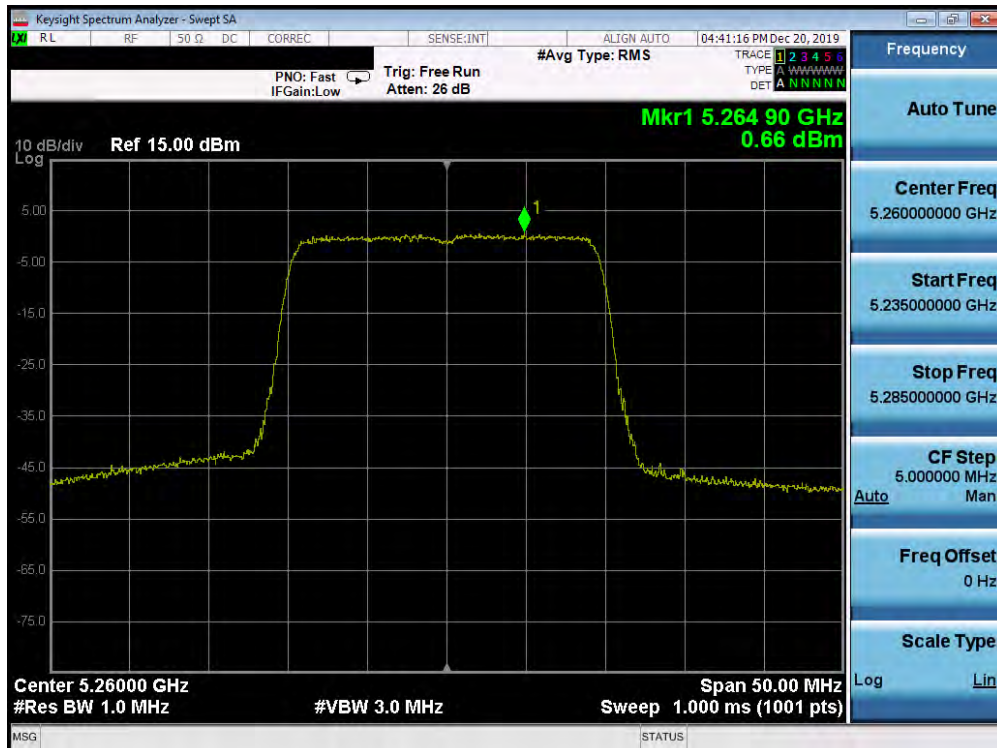 Keysight Spectrum Analyzer - Swept SA
LXI RL RF 50 Ω DC CORREC SENSE:INT ALIGN AUTO 04:41:16 PM Dec 20, 2019
#Avg Type: RMS TRACE 1 2 3 4 5 6
PNO: Fast Trig: Free Run TYPE A WWWWWW
IFGain:Low Atten: 26 dB DET A N N N N N
Mkr1 5.264 90 GHz
10 dB/div Ref 15.00 dBm 0.66 dBm
Log
1
5.00
-5.00
-15.0
-25.0
-35.0
-45.0
-55.0
-65.0
-75.0
Center 5.26000 GHz Span 50.00 MHz
#Res BW 1.0 MHz #VBW 3.0 MHz Sweep 1.000 ms (1001 pts)
MSG STATUS
Frequency
Auto Tune
Center Freq
5.260000000 GHz
Start Freq
5.235000000 GHz
Stop Freq
5.285000000 GHz
CF Step
5.000000 MHz
Auto Man
Freq Offset
0 Hz
Scale Type
Log Lin